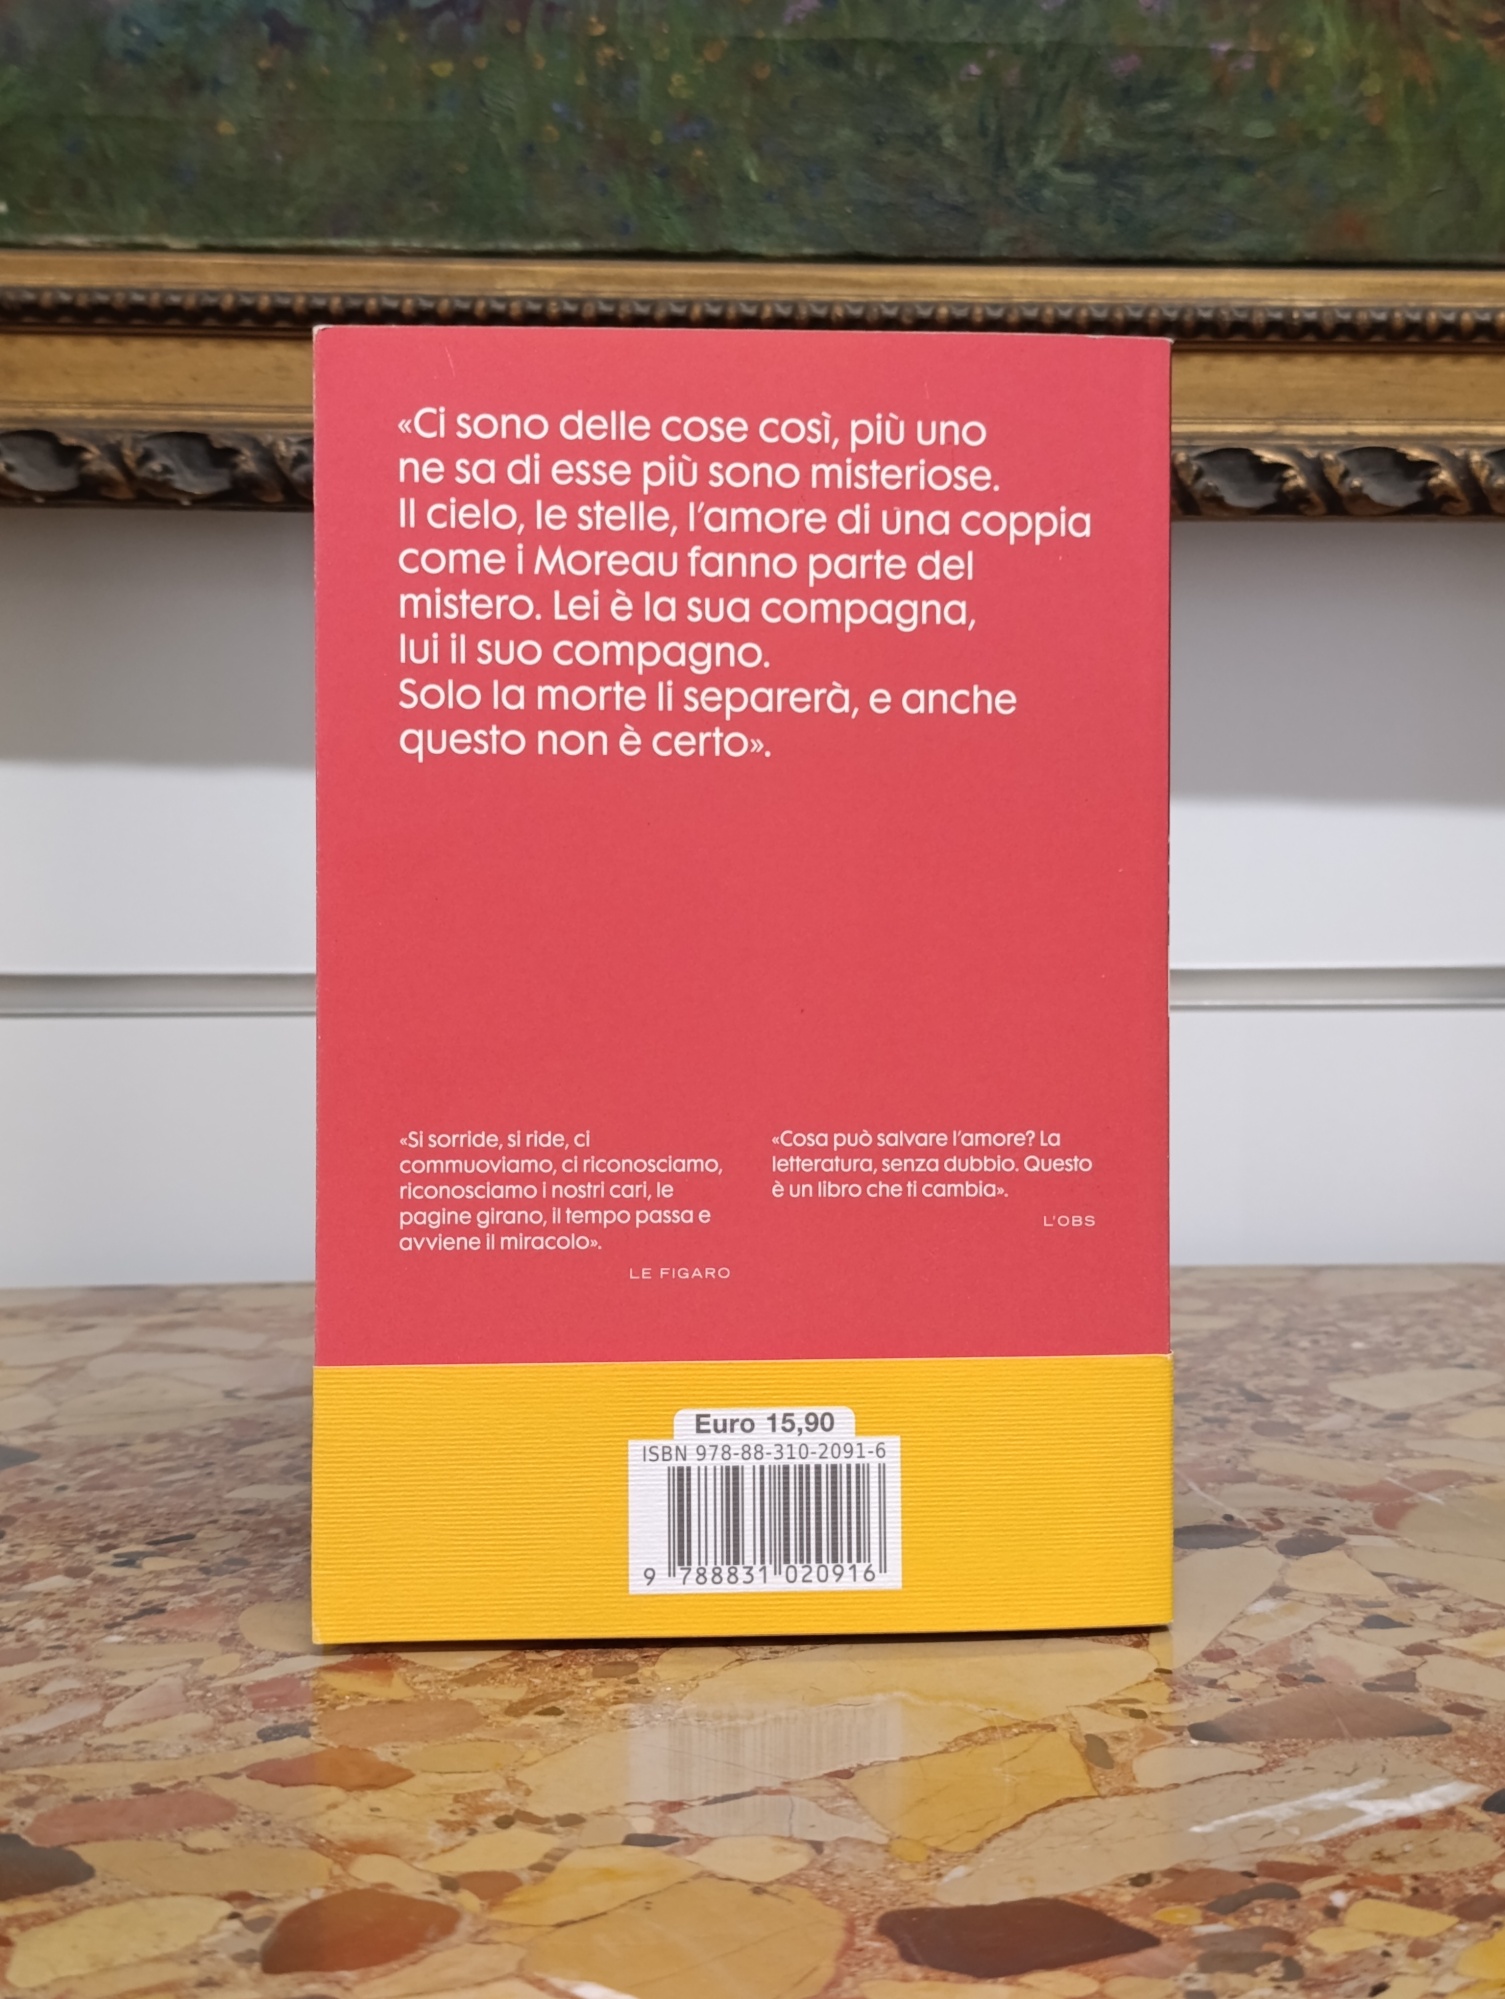 «Ci sono delle cose così, più uno
ne sa di esse più sono misteriose.
Il cielo, le stelle, l'amore di una coppia
come i Moreau fanno parte del
mistero. Lei è la sua compagna,
lui il suo compagno.
Solo la morte li separerà, e anche
questo non è certo».
«Si sorride, si ride, ci
commuoviamo, ci riconosciamo,
riconosciamo i nostri cari, le
pagine girano, il tempo passa e
avviene il miracolo».
LE FIGARO
«Cosa può salvare l'amore? La
letteratura, senza dubbio. Questo
è un libro che ti cambia».
L'OBS
Euro 15,90
ISBN 978-88-310-2091-6
9 788831 020916